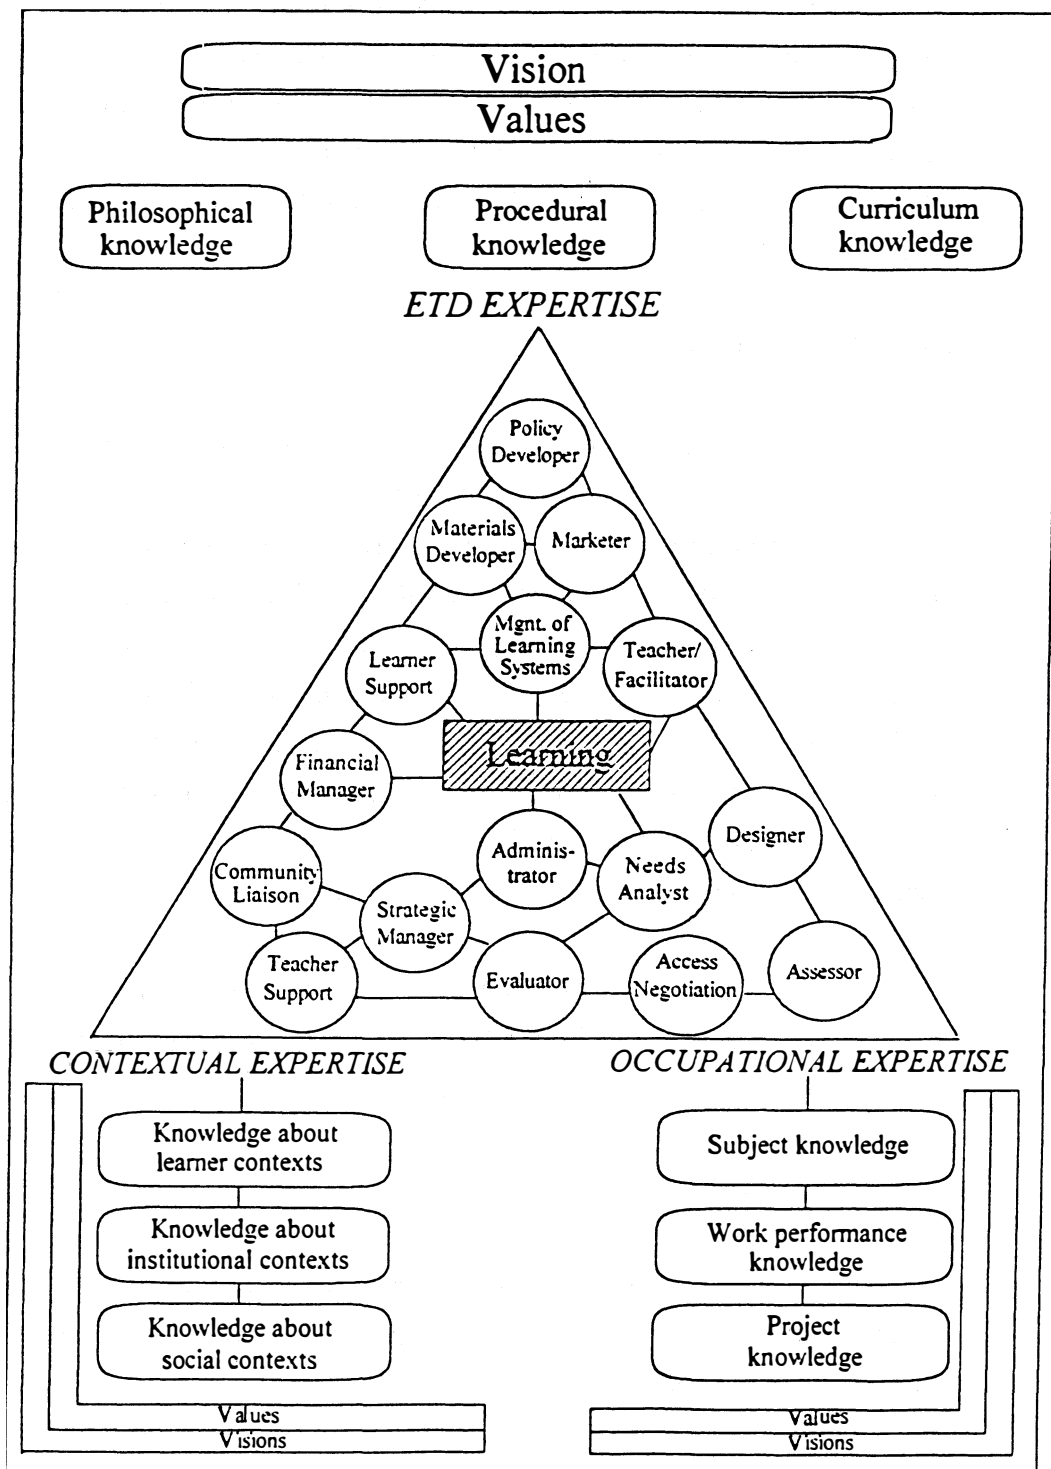 Vision
Values
Philosophical
knowledge
Procedural
knowledge
Curriculum
knowledge
ETD EXPERTISE
Policy
Developer
Materials
Developer
Marketer
Mgnt. of
Learning
Systems
Learner
Support
Teacher/
Facilitator
Learning
Financial
Manager
Designer
Adminis-
trator
Needs
Analyst
Community
Liaison
Strategic
Manager
Teacher
Support
Evaluator
Access
Negotiation
Assessor
CONTEXTUAL EXPERTISE
OCCUPATIONAL EXPERTISE
Knowledge about
learner contexts
Knowledge about
institutional contexts
Knowledge about
social contexts
Values
Visions
Subject knowledge
Work performance
knowledge
Project
knowledge
Values
Visions